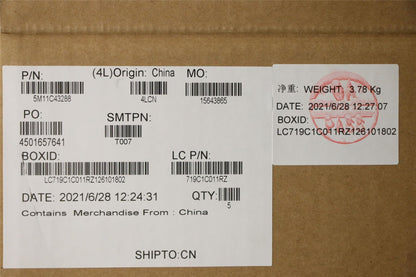 P/N: (4L)Origin: China MO:
5M11C43286 4LCN 15643865
PO: SMTPN:
4501657641 T007
BOXID: LC P/N:
LC719C1C011RZ126101802 719C1C011RZ
DATE: 2021/6/28 12:24:31 QTY:
5
Contains Merchandise From : China
SHIPTO:CN
净重: WEIGHT: 3.78 Kg
DATE: 2021/6/28 12:27:07
BOXID:
LC719C1C011RZ126101802